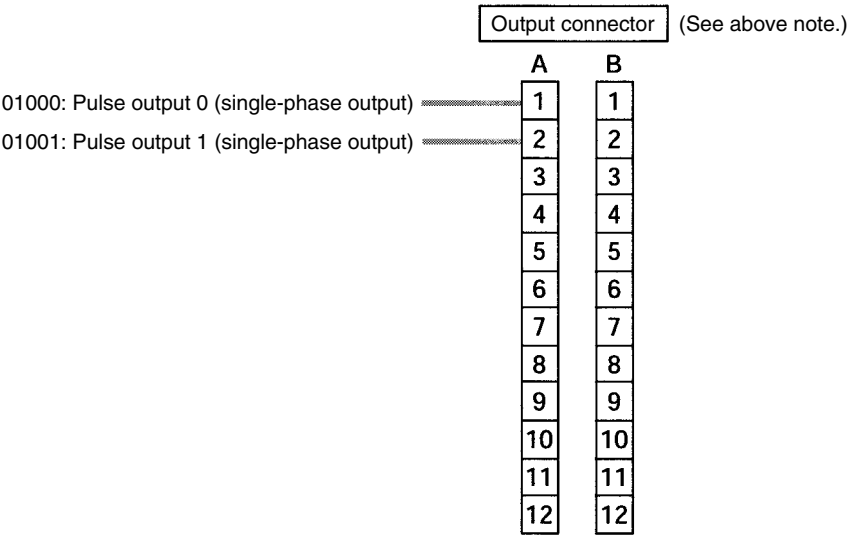 Output connector (See above note.)
A B
01000: Pulse output 0 (single-phase output) 1 1
01001: Pulse output 1 (single-phase output) 2 2
3 3
4 4
5 5
6 6
7 7
8 8
9 9
10 10
11 11
12 12